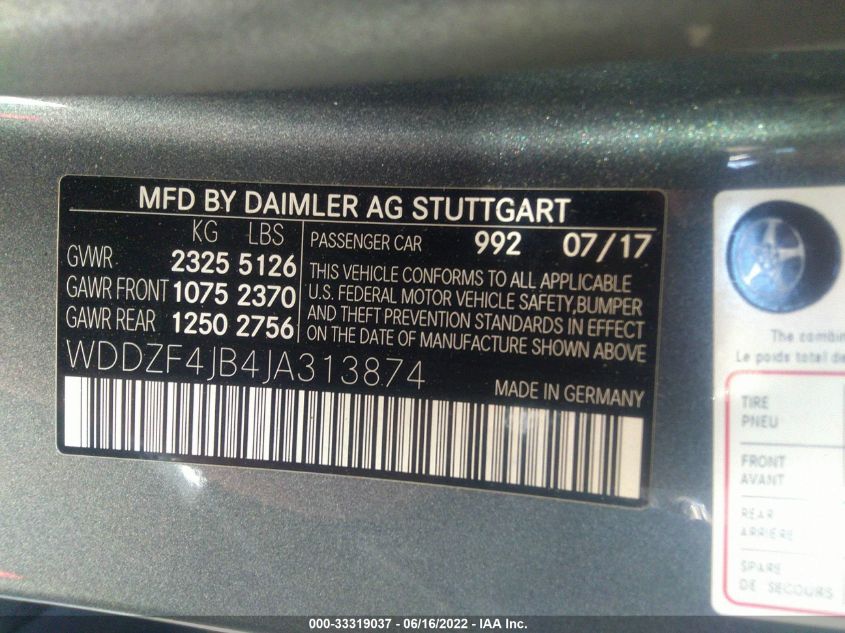 MFD BY DAIMLER AG STUTTGART
KG LBS
GVWR 2325 5126
GAWR FRONT 1075 2370
GAWR REAR 1250 2756
PASSENGER CAR 992 07/17
THIS VEHICLE CONFORMS TO ALL APPLICABLE
U.S. FEDERAL MOTOR VEHICLE SAFETY,BUMPER
AND THEFT PREVENTION STANDARDS IN EFFECT
ON THE DATE OF MANUFACTURE SHOWN ABOVE
WDDZF4JB4JA313874
MADE IN GERMANY
The combin
Le poids total de
TIRE
PNEU
FRONT
AVANT
REAR
ARRIÈRE
SPARE
DE SECOURS
000-33319037 - 06/16/2022 - IAA Inc.